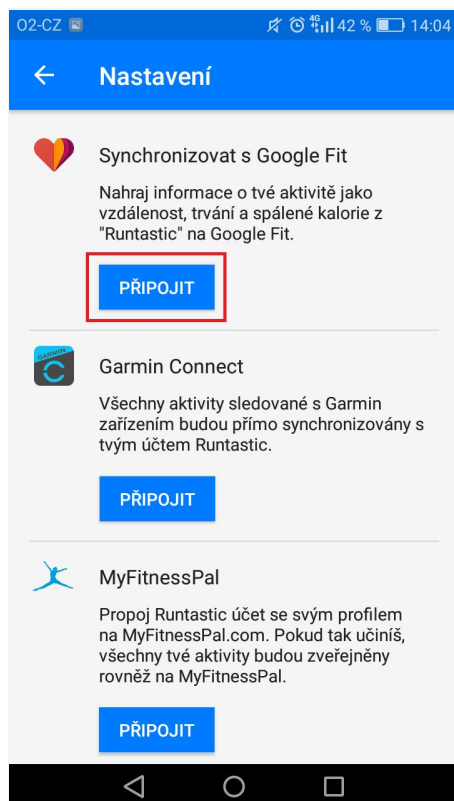 O2-CZ 4G 42 % 14:04
Nastavení
Synchronizovat s Google Fit
Nahraj informace o tvé aktivitě jako
vzdálenost, trvání a spálené kalorie z
"Runtastic" na Google Fit.
PŘIPOJIT
GARMIN
Garmin Connect
Všechny aktivity sledované s Garmin
zařízením budou přímo synchronizovány s
tvým účtem Runtastic.
PŘIPOJIT
MyFitnessPal
Propoj Runtastic účet se svým profilem
na MyFitnessPal.com. Pokud tak učiníš,
všechny tvé aktivity budou zveřejněny
rovněž na MyFitnessPal.
PŘIPOJIT